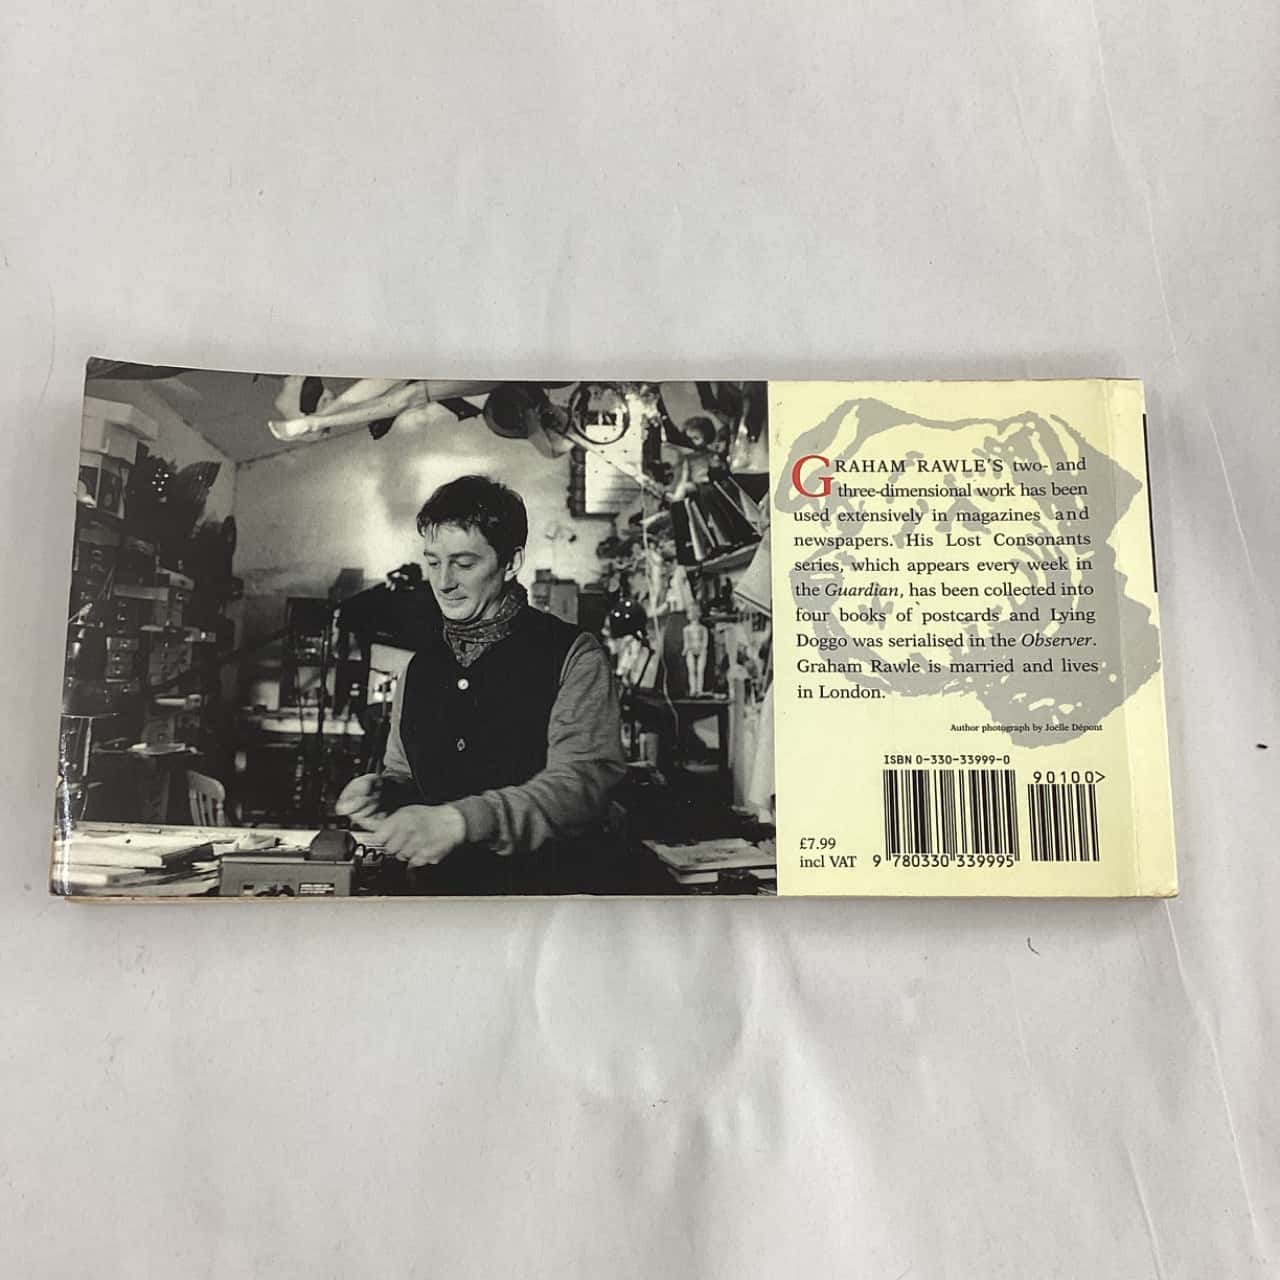 GRAHAM RAWLE'S two- and
three-dimensional work has been
used extensively in magazines and
newspapers. His Lost Consonants
series, which appears every week in
the Guardian, has been collected into
four books of postcards and Lying
Doggo was serialised in the Observer.
Graham Rawle is married and lives
in London.
Author photograph by Joëlle Dépont
ISBN 0-330-33999-0
90100>
£7.99
incl VAT
9 780330 339995